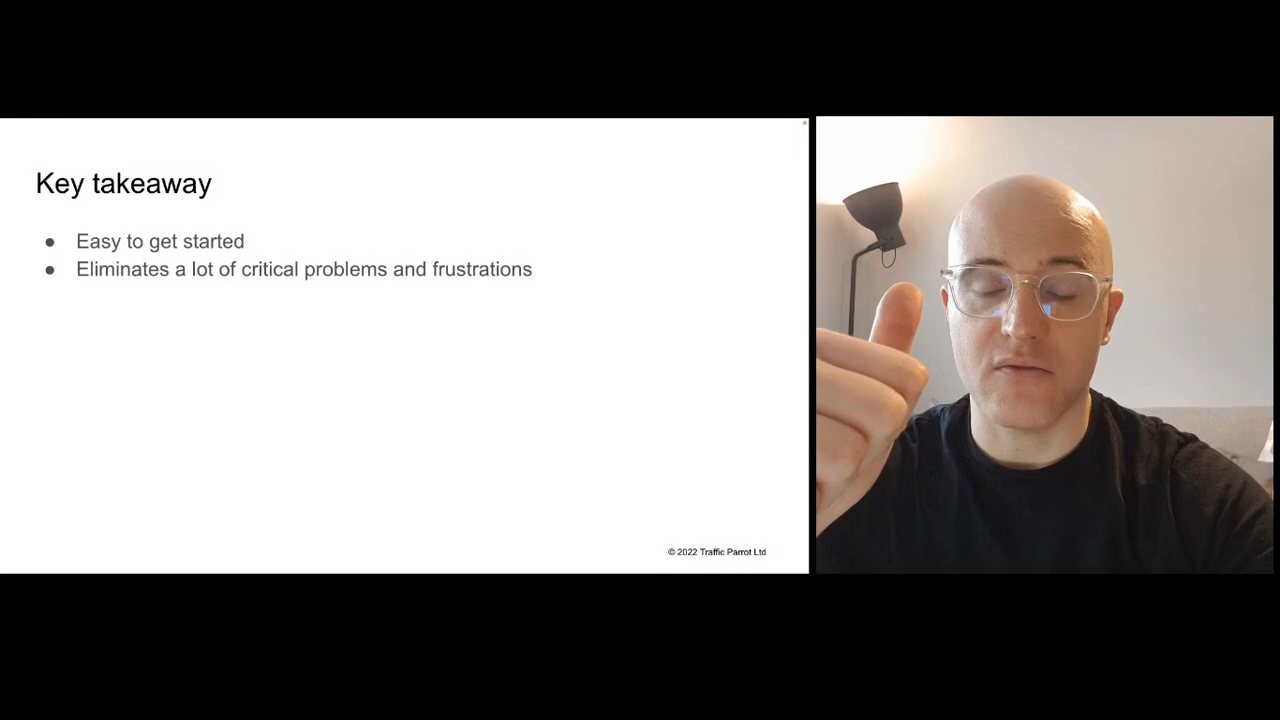 Key takeaway
● Easy to get started
● Eliminates a lot of critical problems and frustrations
© 2022 Traffic Parrot Ltd